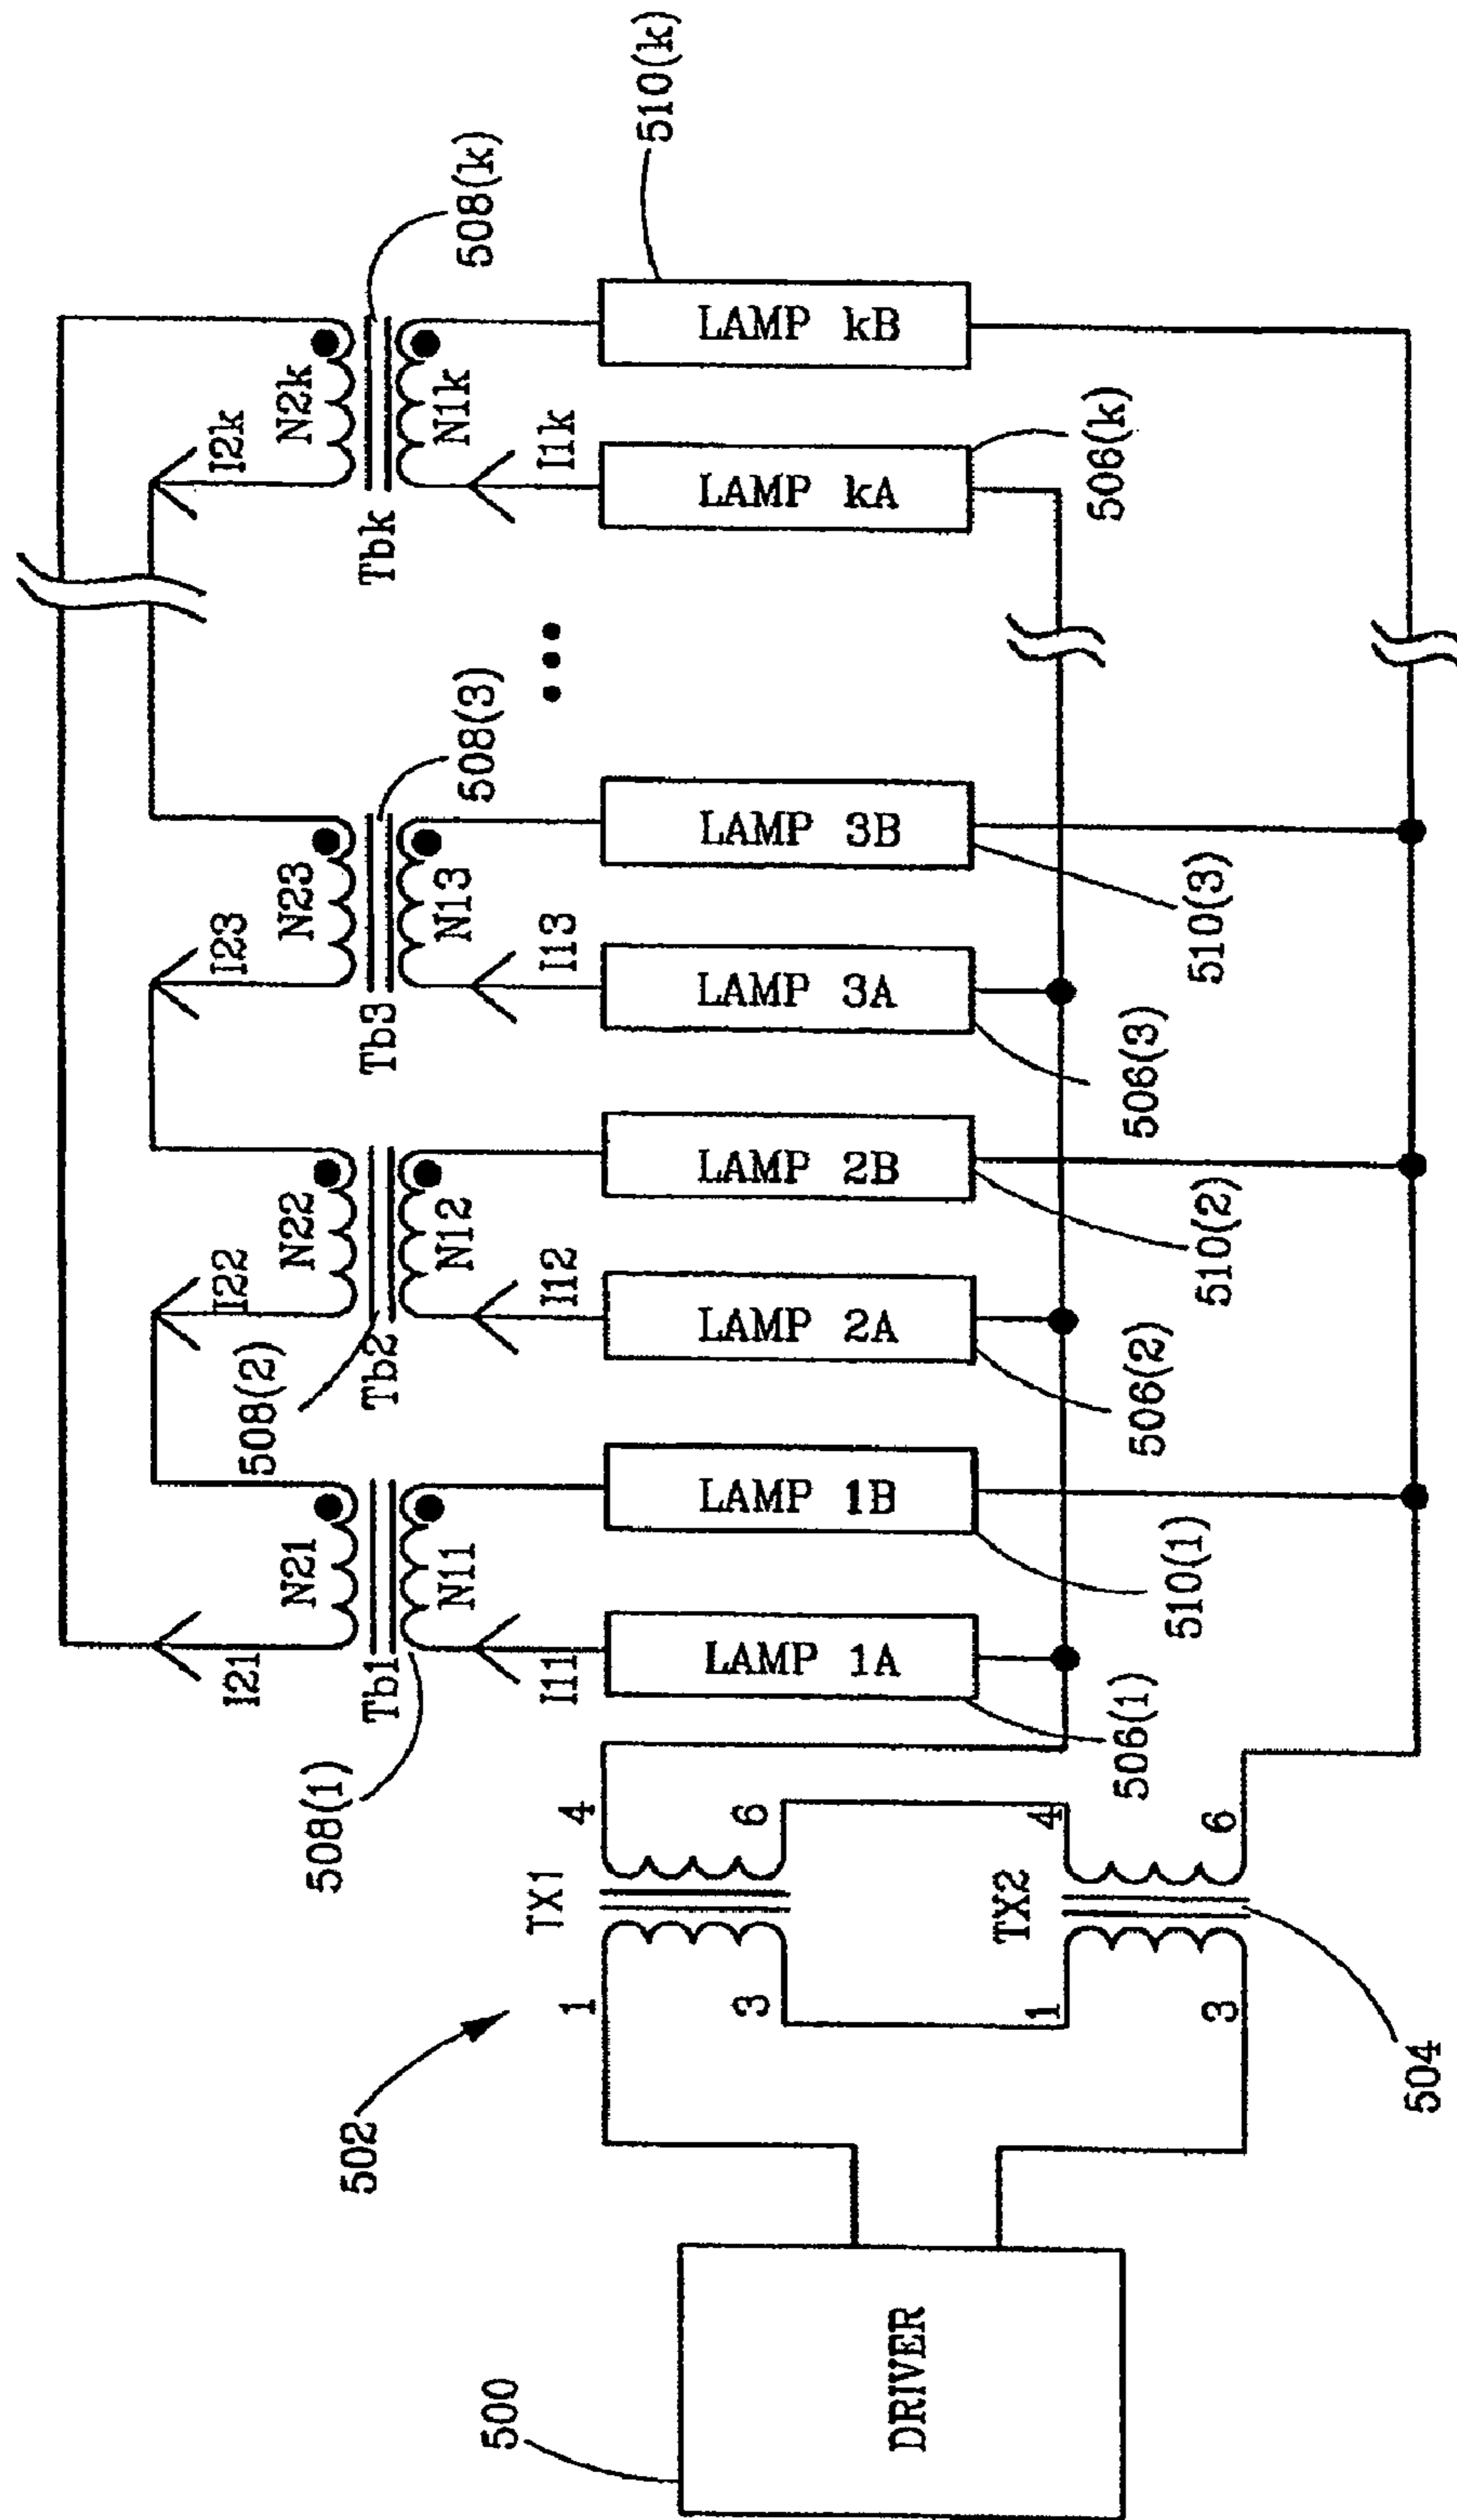 500
DRIVER
502
504
TX1
1
3
4
6
TX2
1
3
4
6
508(1)
I21
N21
Tb1
N11
I11
LAMP 1A
506(1)
LAMP 1B
510(1)
508(2)
I22
N22
Tb2
N12
I12
LAMP 2A
506(2)
LAMP 2B
510(2)
I23
N23
508(3)
Tb3
N13
I13
LAMP 3A
506(3)
LAMP 3B
510(3)
I2k
N2k
508(k)
Tbk
N1k
I1k
LAMP kA
506(k)
LAMP kB
510(k)